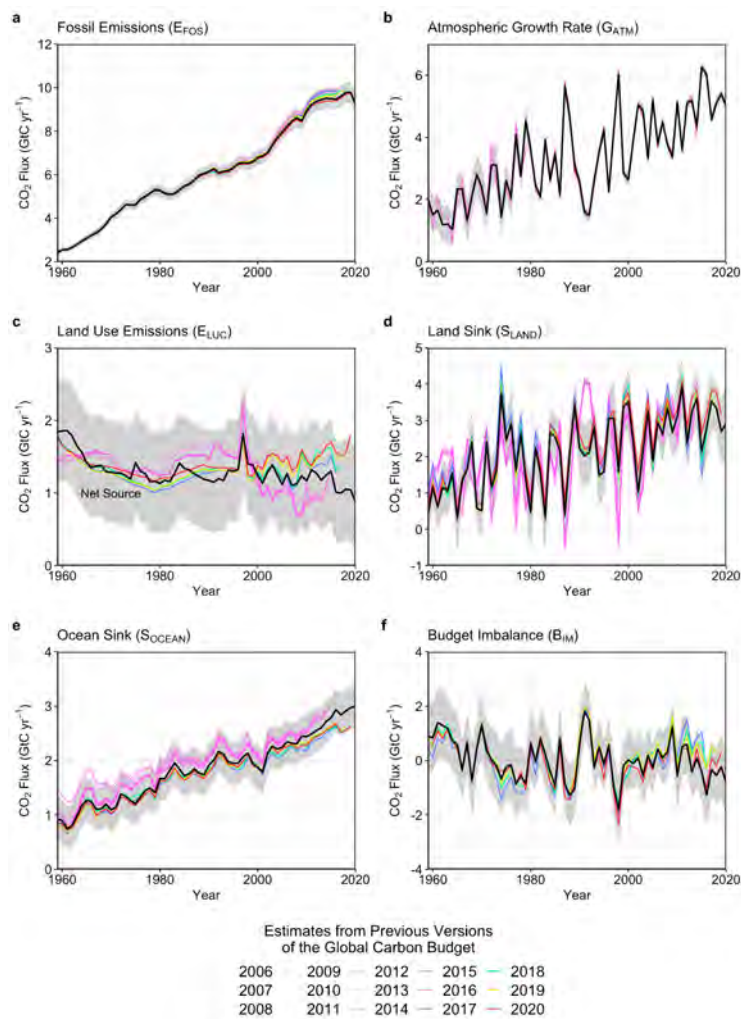 a Fossil Emissions (EFOS)
12
10
8
6
4
2
CO2 Flux (GtC yr−1)
1960 1980 2000 2020
Year
b Atmospheric Growth Rate (GATM)
6
4
2
0
CO2 Flux (GtC yr−1)
1960 1980 2000 2020
Year
c Land Use Emissions (ELUC)
3
2
1
0
CO2 Flux (GtC yr−1)
Net Source
1960 1980 2000 2020
Year
d Land Sink (SLAND)
5
4
3
2
1
0
-1
CO2 Flux (GtC yr−1)
1960 1980 2000 2020
Year
e Ocean Sink (SOCEAN)
4
3
2
1
0
CO2 Flux (GtC yr−1)
1960 1980 2000 2020
Year
f Budget Imbalance (BIM)
4
2
0
-2
-4
CO2 Flux (GtC yr−1)
1960 1980 2000 2020
Year
Estimates from Previous Versions
of the Global Carbon Budget
2006 2009 2012 2015 2018
2007 2010 2013 2016 2019
2008 2011 2014 2017 2020